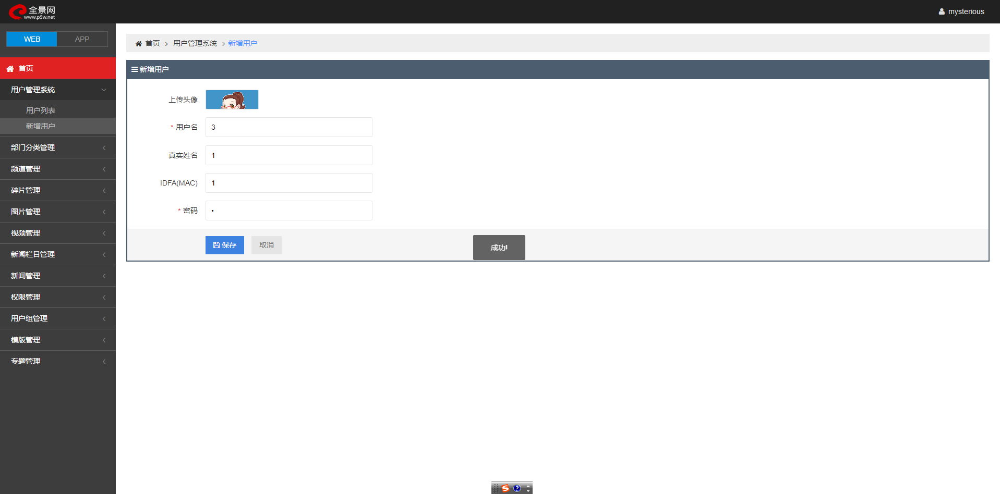 全景网
www.p5w.net
mysterious
WEB
APP
首页
用户管理系统
用户列表
新增用户
部门分类管理
频道管理
碎片管理
图片管理
视频管理
新闻栏目管理
新闻管理
权限管理
用户组管理
模版管理
专题管理
首页 > 用户管理系统 > 新增用户
新增用户
上传头像
* 用户名 3
真实姓名 1
IDFA(MAC) 1
* 密码 •
保存 取消
成功!